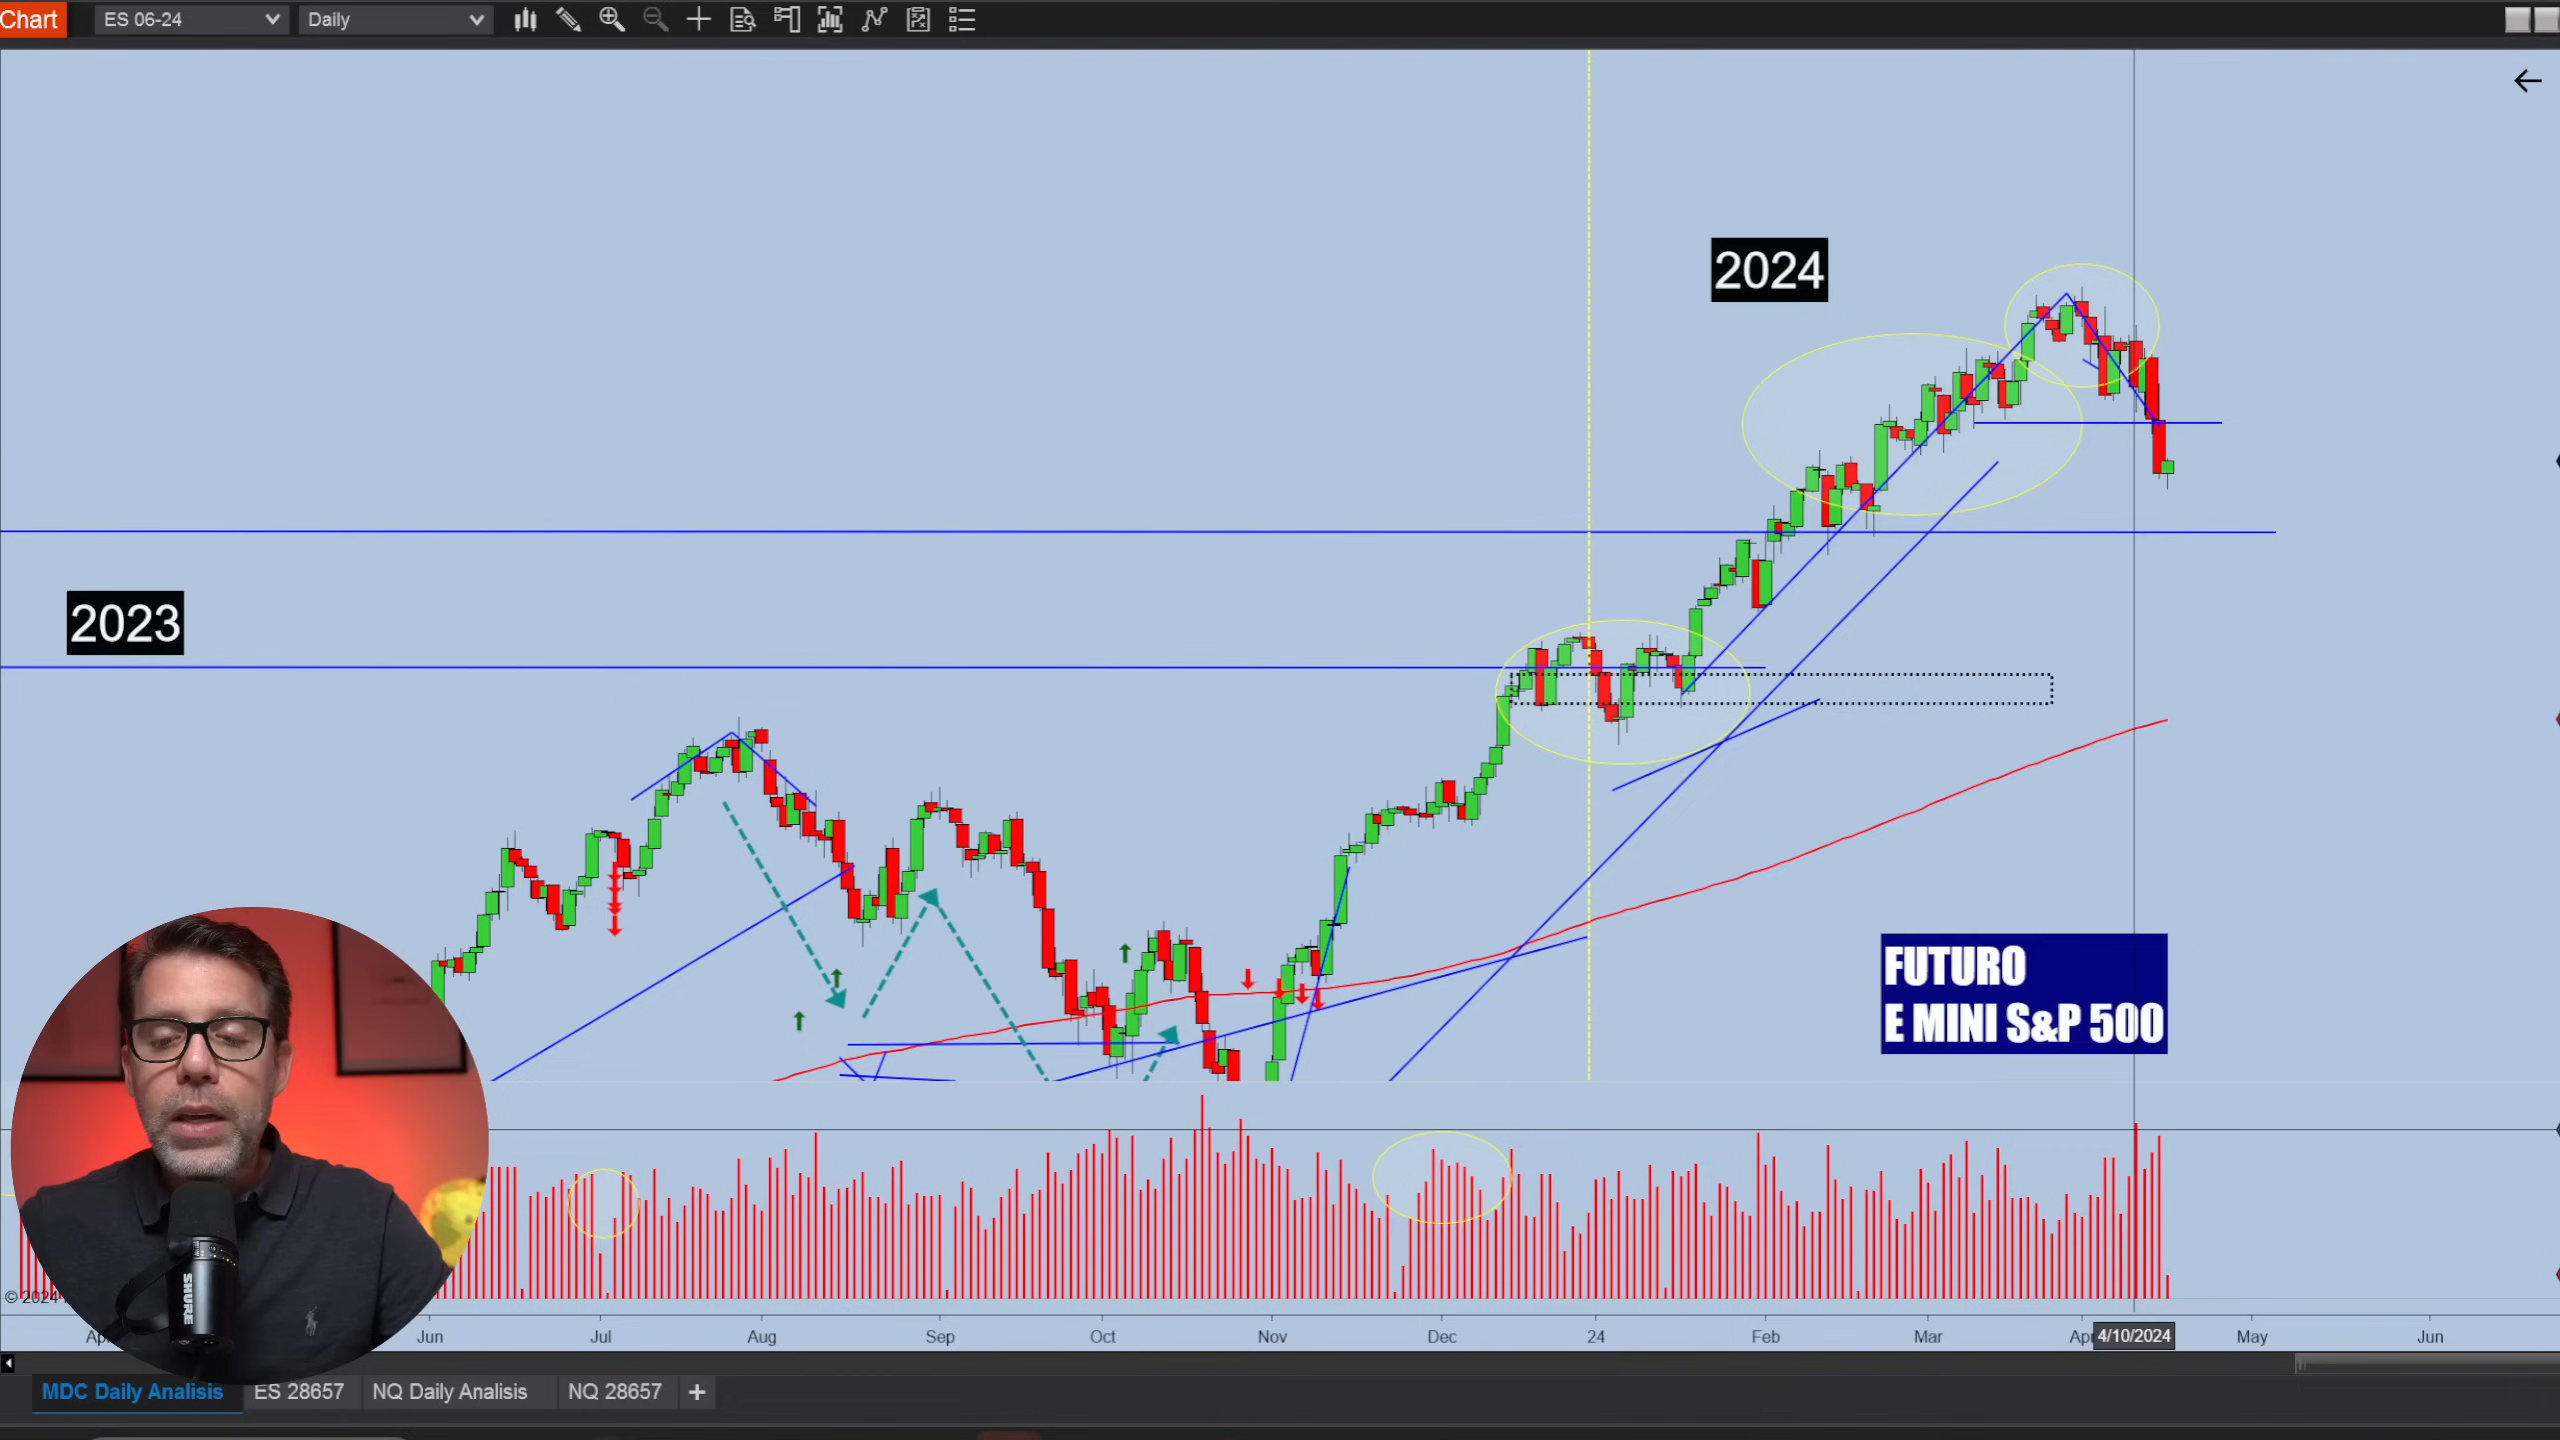 Chart
ES 06-24
Daily
2024
2023
FUTURO
E MINI S&P 500
© 2024
Jun
Jul
Aug
Sep
Oct
Nov
Dec
24
Feb
Mar
4/10/2024
May
Jun
MDC Daily Analisis
ES 28657
NQ Daily Analisis
NQ 28657
SHURE